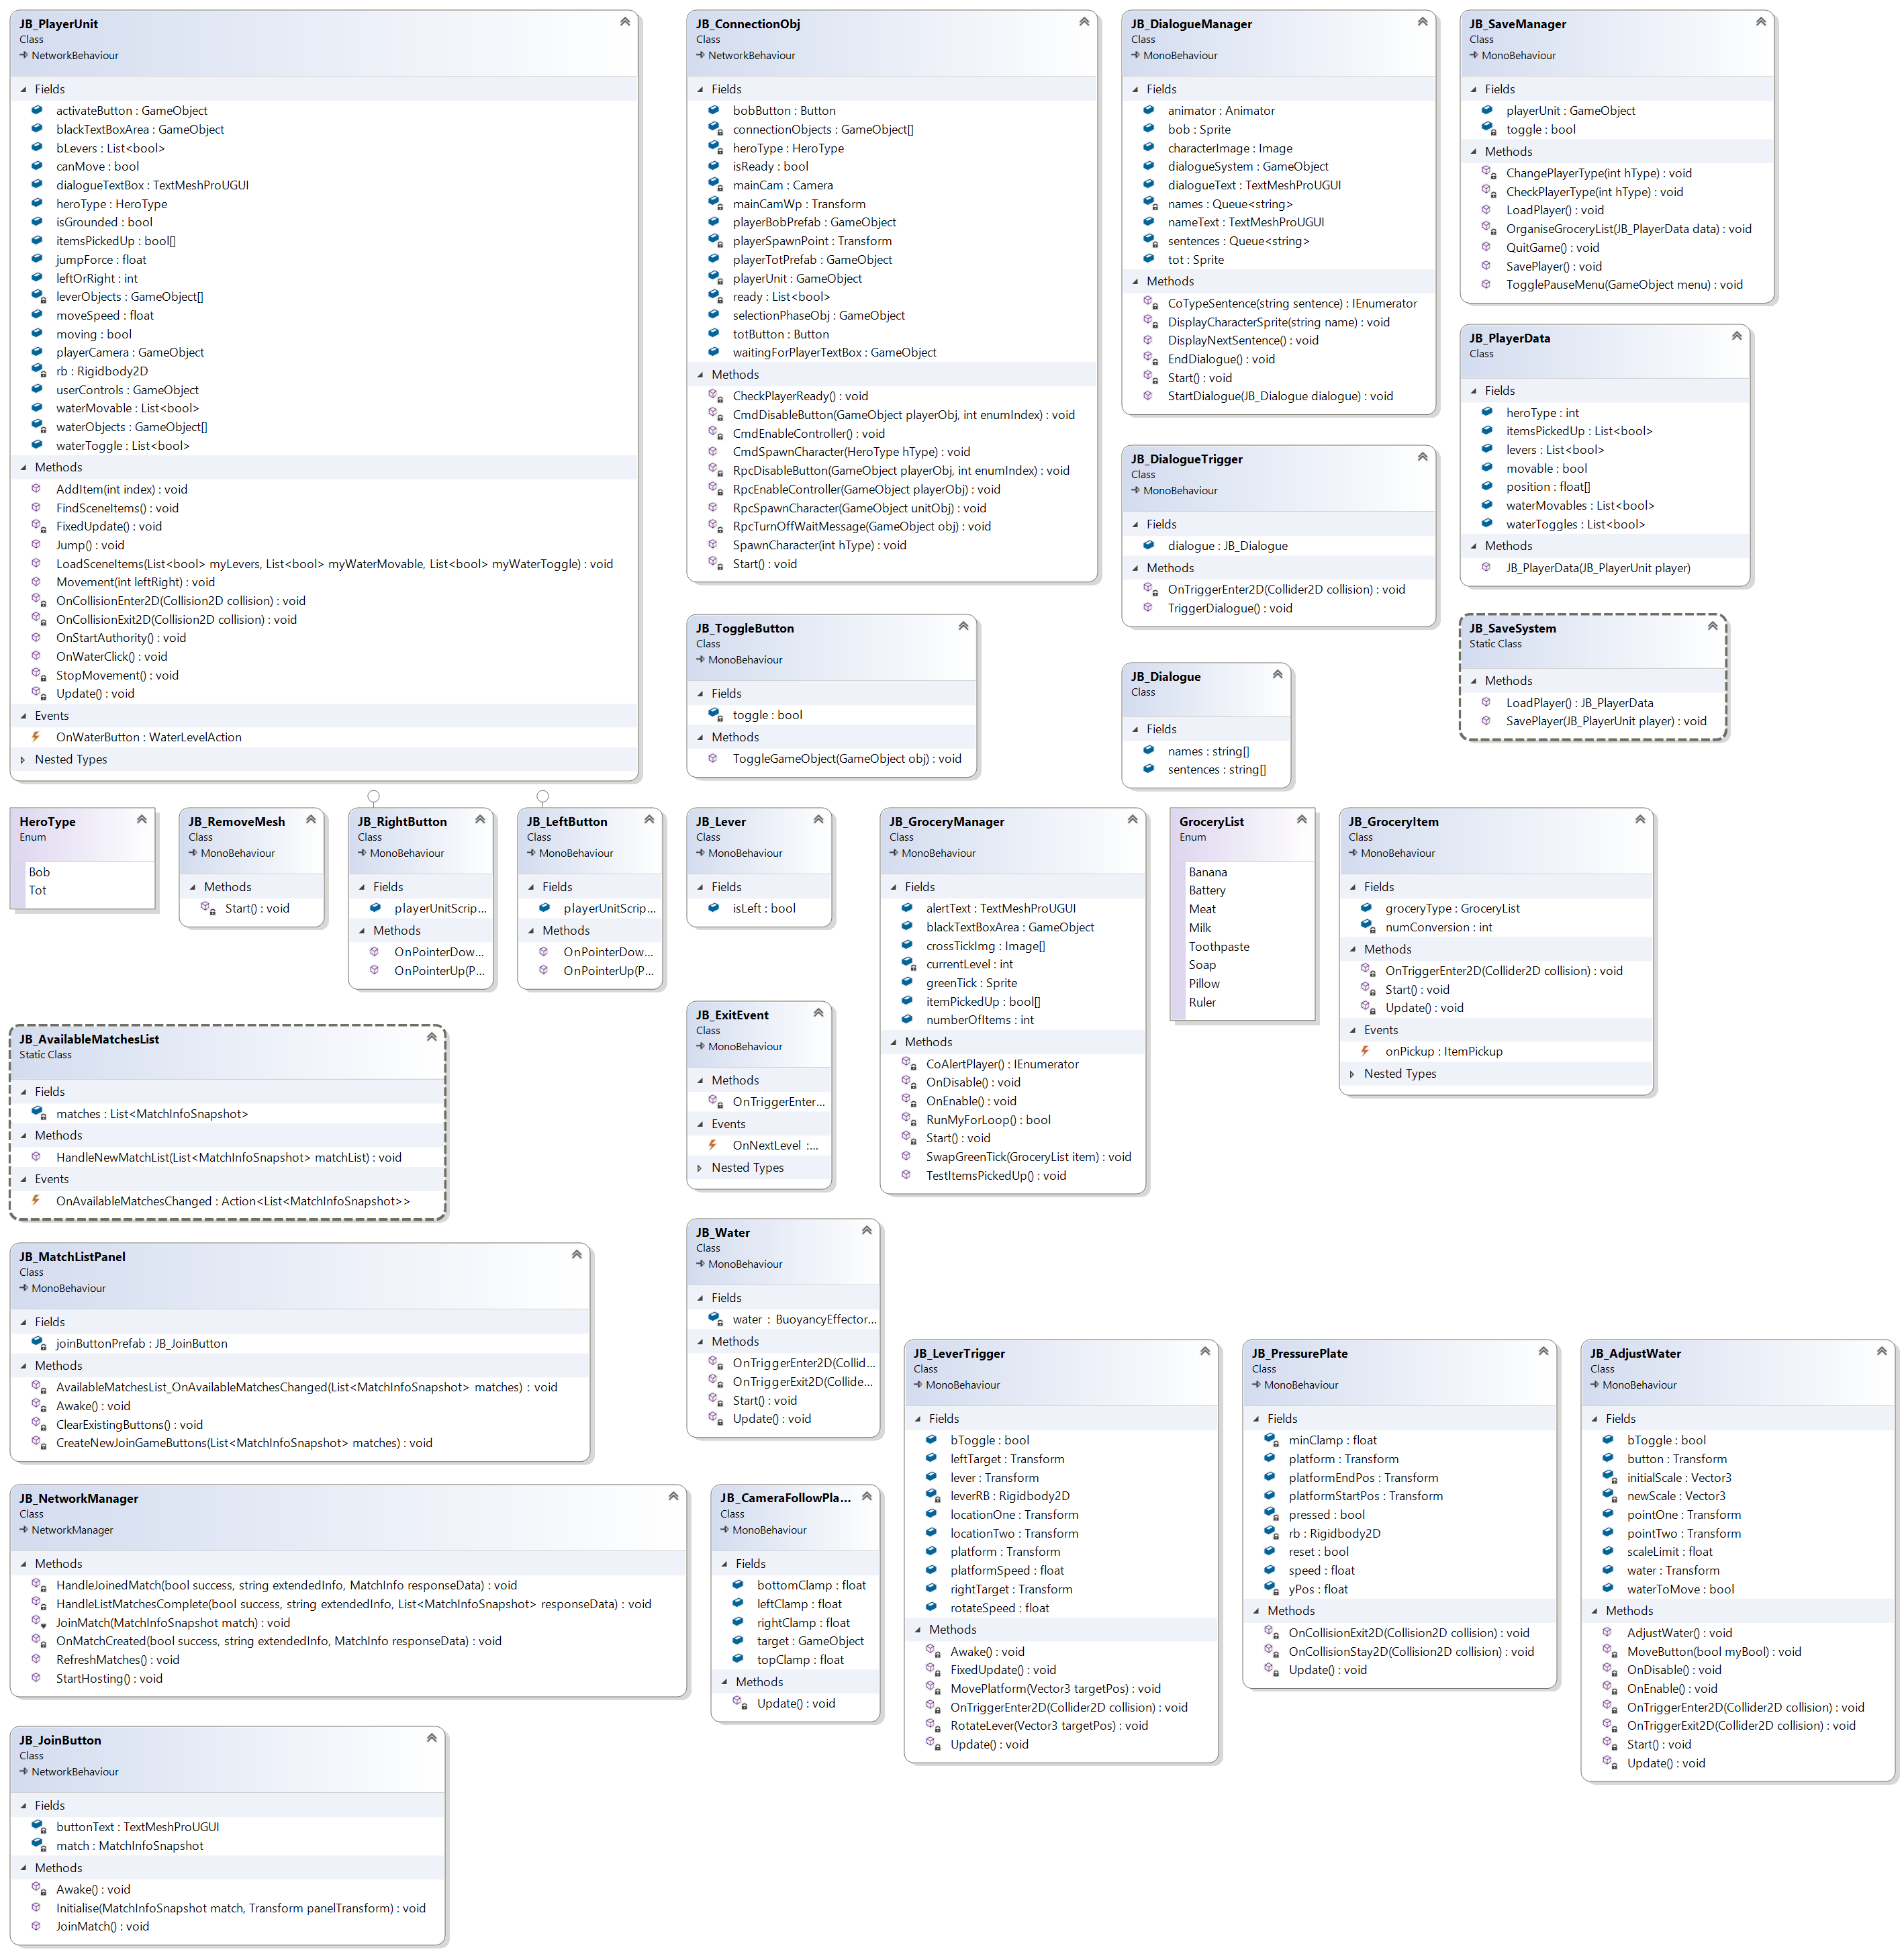 JB_PlayerUnit
Class
NetworkBehaviour
Fields
activateButton : GameObject
blackTextBoxArea : GameObject
bLevers : List<bool>
canMove : bool
dialogueTextBox : TextMeshProUGUI
heroType : HeroType
isGrounded : bool
itemsPickedUp : bool[]
jumpForce : float
leftOrRight : int
leverObjects : GameObject[]
moveSpeed : float
moving : bool
playerCamera : GameObject
rb : Rigidbody2D
userControls : GameObject
waterMovable : List<bool>
waterObjects : GameObject[]
waterToggle : List<bool>
Methods
AddItem(int index) : void
FindSceneItems() : void
FixedUpdate() : void
Jump() : void
LoadSceneItems(List<bool> myLevers, List<bool> myWaterMovable, List<bool> myWaterToggle) : void
Movement(int leftRight) : void
OnCollisionEnter2D(Collision2D collision) : void
OnCollisionExit2D(Collision2D collision) : void
OnStartAuthority() : void
OnWaterClick() : void
StopMovement() : void
Update() : void
Events
OnWaterButton : WaterLevelAction
Nested Types
JB_ConnectionObj
Class
NetworkBehaviour
Fields
bobButton : Button
connectionObjects : GameObject[]
heroType : HeroType
isReady : bool
mainCam : Camera
mainCamWp : Transform
playerBobPrefab : GameObject
playerSpawnPoint : Transform
playerTotPrefab : GameObject
playerUnit : GameObject
ready : List<bool>
selectionPhaseObj : GameObject
totButton : Button
waitingForPlayerTextBox : GameObject
Methods
CheckPlayerReady() : void
CmdDisableButton(GameObject playerObj, int enumIndex) : void
CmdEnableController() : void
CmdSpawnCharacter(HeroType hType) : void
RpcDisableButton(GameObject playerObj, int enumIndex) : void
RpcEnableController(GameObject playerObj) : void
RpcSpawnCharacter(GameObject unitObj) : void
RpcTurnOffWaitMessage(GameObject obj) : void
SpawnCharacter(int hType) : void
Start() : void
JB_DialogueManager
Class
MonoBehaviour
Fields
animator : Animator
bob : Sprite
characterImage : Image
dialogueSystem : GameObject
dialogueText : TextMeshProUGUI
names : Queue<string>
nameText : TextMeshProUGUI
sentences : Queue<string>
tot : Sprite
Methods
CoTypeSentence(string sentence) : IEnumerator
DisplayCharacterSprite(string name) : void
DisplayNextSentence() : void
EndDialogue() : void
Start() : void
StartDialogue(JB_Dialogue dialogue) : void
JB_SaveManager
Class
MonoBehaviour
Fields
playerUnit : GameObject
toggle : bool
Methods
ChangePlayerType(int hType) : void
CheckPlayerType(int hType) : void
LoadPlayer() : void
OrganiseGroceryList(JB_PlayerData data) : void
QuitGame() : void
SavePlayer() : void
TogglePauseMenu(GameObject menu) : void
JB_PlayerData
Class
Fields
heroType : int
itemsPickedUp : List<bool>
levers : List<bool>
movable : bool
position : float[]
waterMovables : List<bool>
waterToggles : List<bool>
Methods
JB_PlayerData(JB_PlayerUnit player)
JB_DialogueTrigger
Class
MonoBehaviour
Fields
dialogue : JB_Dialogue
Methods
OnTriggerEnter2D(Collider2D collision) : void
TriggerDialogue() : void
JB_ToggleButton
Class
MonoBehaviour
Fields
toggle : bool
Methods
ToggleGameObject(GameObject obj) : void
JB_Dialogue
Class
Fields
names : string[]
sentences : string[]
JB_SaveSystem
Static Class
Methods
LoadPlayer() : JB_PlayerData
SavePlayer(JB_PlayerUnit player) : void
HeroType
Enum
Bob
Tot
JB_RemoveMesh
Class
MonoBehaviour
Methods
Start() : void
JB_RightButton
Class
MonoBehaviour
Fields
playerUnitScrip...
Methods
OnPointerDow...
OnPointerUp(P...
JB_LeftButton
Class
MonoBehaviour
Fields
playerUnitScrip...
Methods
OnPointerDow...
OnPointerUp(P...
JB_Lever
Class
MonoBehaviour
Fields
isLeft : bool
JB_GroceryManager
Class
MonoBehaviour
Fields
alertText : TextMeshProUGUI
blackTextBoxArea : GameObject
crossTickImg : Image[]
currentLevel : int
greenTick : Sprite
itemPickedUp : bool[]
numberOfItems : int
Methods
CoAlertPlayer() : IEnumerator
OnDisable() : void
OnEnable() : void
RunMyForLoop() : bool
Start() : void
SwapGreenTick(GroceryList item) : void
TestItemsPickedUp() : void
GroceryList
Enum
Banana
Battery
Meat
Milk
Toothpaste
Soap
Pillow
Ruler
JB_GroceryItem
Class
MonoBehaviour
Fields
groceryType : GroceryList
numConversion : int
Methods
OnTriggerEnter2D(Collider2D collision) : void
Start() : void
Update() : void
Events
onPickup : ItemPickup
Nested Types
JB_ExitEvent
Class
MonoBehaviour
Methods
OnTriggerEnter...
Events
OnNextLevel :...
Nested Types
JB_AvailableMatchesList
Static Class
Fields
matches : List<MatchInfoSnapshot>
Methods
HandleNewMatchList(List<MatchInfoSnapshot> matchList) : void
Events
OnAvailableMatchesChanged : Action<List<MatchInfoSnapshot>>
JB_MatchListPanel
Class
MonoBehaviour
Fields
joinButtonPrefab : JB_JoinButton
Methods
AvailableMatchesList_OnAvailableMatchesChanged(List<MatchInfoSnapshot> matches) : void
Awake() : void
ClearExistingButtons() : void
CreateNewJoinGameButtons(List<MatchInfoSnapshot> matches) : void
JB_Water
Class
MonoBehaviour
Fields
water : BuoyancyEffector...
Methods
OnTriggerEnter2D(Collid...
OnTriggerExit2D(Collide...
Start() : void
Update() : void
JB_LeverTrigger
Class
MonoBehaviour
Fields
bToggle : bool
leftTarget : Transform
lever : Transform
leverRB : Rigidbody2D
locationOne : Transform
locationTwo : Transform
platform : Transform
platformSpeed : float
rightTarget : Transform
rotateSpeed : float
Methods
Awake() : void
FixedUpdate() : void
MovePlatform(Vector3 targetPos) : void
OnTriggerEnter2D(Collider2D collision) : void
RotateLever(Vector3 targetPos) : void
Update() : void
JB_PressurePlate
Class
MonoBehaviour
Fields
minClamp : float
platform : Transform
platformEndPos : Transform
platformStartPos : Transform
pressed : bool
rb : Rigidbody2D
reset : bool
speed : float
yPos : float
Methods
OnCollisionExit2D(Collision2D collision) : void
OnCollisionStay2D(Collision2D collision) : void
Update() : void
JB_AdjustWater
Class
MonoBehaviour
Fields
bToggle : bool
button : Transform
initialScale : Vector3
newScale : Vector3
pointOne : Transform
pointTwo : Transform
scaleLimit : float
water : Transform
waterToMove : bool
Methods
AdjustWater() : void
MoveButton(bool myBool) : void
OnDisable() : void
OnEnable() : void
OnTriggerEnter2D(Collider2D collision) : void
OnTriggerExit2D(Collider2D collision) : void
Start() : void
Update() : void
JB_NetworkManager
Class
NetworkManager
Methods
HandleJoinedMatch(bool success, string extendedInfo, MatchInfo responseData) : void
HandleListMatchesComplete(bool success, string extendedInfo, List<MatchInfoSnapshot> responseData) : void
JoinMatch(MatchInfoSnapshot match) : void
OnMatchCreated(bool success, string extendedInfo, MatchInfo responseData) : void
RefreshMatches() : void
StartHosting() : void
JB_CameraFollowPla...
Class
MonoBehaviour
Fields
bottomClamp : float
leftClamp : float
rightClamp : float
target : GameObject
topClamp : float
Methods
Update() : void
JB_JoinButton
Class
NetworkBehaviour
Fields
buttonText : TextMeshProUGUI
match : MatchInfoSnapshot
Methods
Awake() : void
Initialise(MatchInfoSnapshot match, Transform panelTransform) : void
JoinMatch() : void